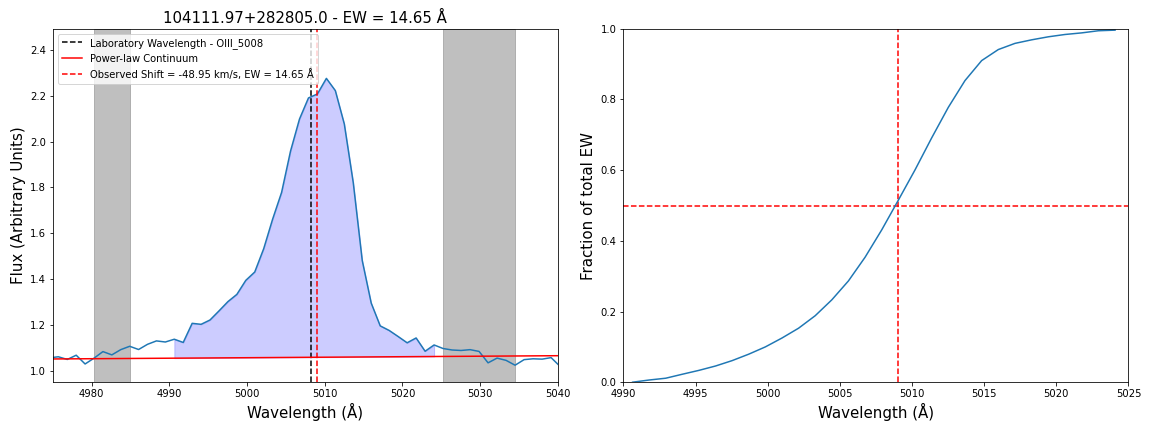 104111.97+282805.0 - EW = 14.65 Å
Laboratory Wavelength - OIII_5008
Power-law Continuum
Observed Shift = -48.95 km/s, EW = 14.65 Å
Flux (Arbitrary Units)
2.4
2.2
2.0
1.8
1.6
1.4
1.2
1.0
4980 4990 5000 5010 5020 5030 5040
Wavelength (Å)
Fraction of total EW
1.0
0.8
0.6
0.4
0.2
0.0
4990 4995 5000 5005 5010 5015 5020 5025
Wavelength (Å)